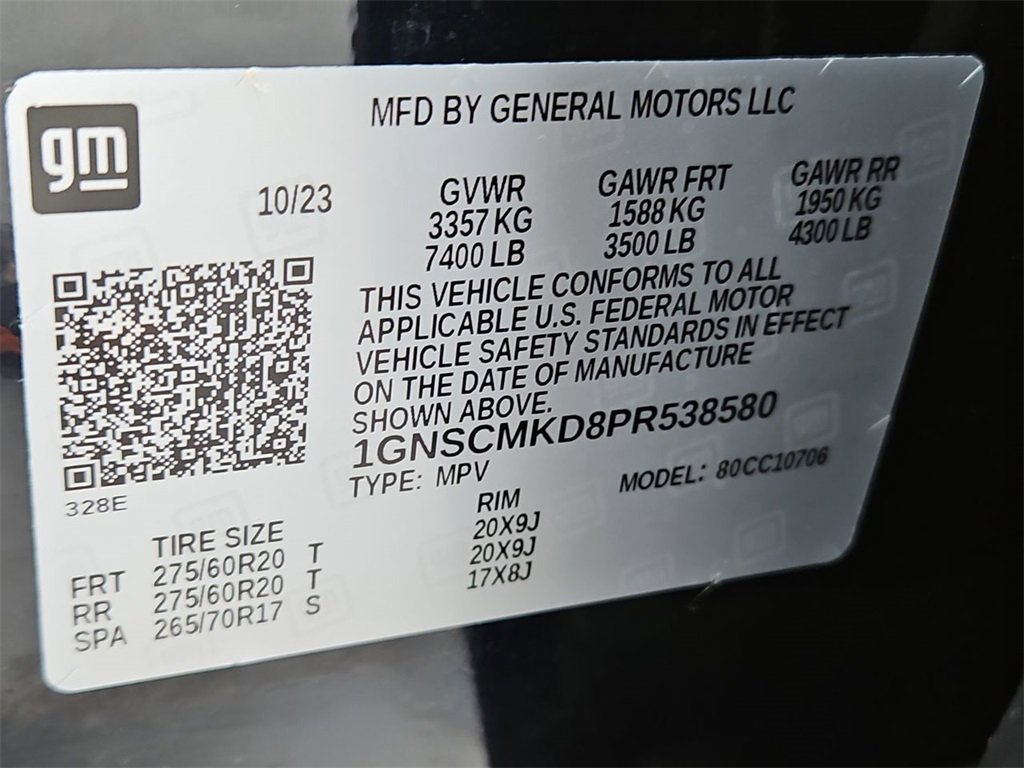 gm
MFD BY GENERAL MOTORS LLC
10/23
GVWR GAWR FRT GAWR RR
3357 KG 1588 KG 1950 KG
7400 LB 3500 LB 4300 LB
THIS VEHICLE CONFORMS TO ALL
APPLICABLE U.S. FEDERAL MOTOR
VEHICLE SAFETY STANDARDS IN EFFECT
ON THE DATE OF MANUFACTURE
SHOWN ABOVE.
1GNSCMKD8PR538580
TYPE: MPV MODEL: 80CC10706
328E
TIRE SIZE RIM
FRT 275/60R20 T 20X9J
RR 275/60R20 T 20X9J
SPA 265/70R17 S 17X8J